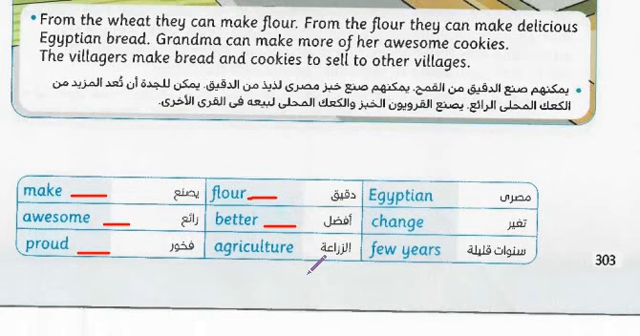 • From the wheat they can make flour. From the flour they can make delicious
Egyptian bread. Grandma can make more of her awesome cookies.
The villagers make bread and cookies to sell to other villages.
• يمكنهم صنع الدقيق من القمح. يمكنهم صنع خبز مصرى لذيذ من الدقيق. يمكن للجدة أن تُعد المزيد من
الكعك المحلى الرائع. يصنع القرويون الخبز والكعك المحلى لبيعه فى القرى الأخرى.
make يصنع flour دقيق Egyptian مصرى
awesome رائع better أفضل change تغير
proud فخور agriculture الزراعة few years سنوات قليلة
303